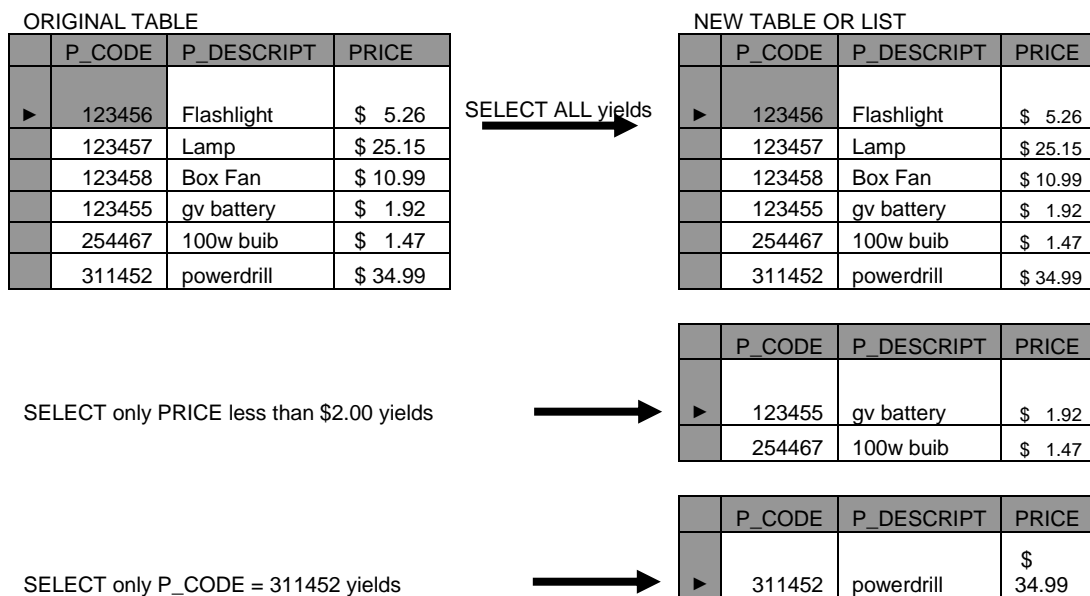 ORIGINAL TABLE
P_CODE P_DESCRIPT PRICE
► 123456 Flashlight $ 5.26
123457 Lamp $ 25.15
123458 Box Fan $ 10.99
123455 gv battery $ 1.92
254467 100w buib $ 1.47
311452 powerdrill $ 34.99
SELECT ALL yields
NEW TABLE OR LIST
P_CODE P_DESCRIPT PRICE
► 123456 Flashlight $ 5.26
123457 Lamp $ 25.15
123458 Box Fan $ 10.99
123455 gv battery $ 1.92
254467 100w buib $ 1.47
311452 powerdrill $ 34.99
SELECT only PRICE less than $2.00 yields
P_CODE P_DESCRIPT PRICE
► 123455 gv battery $ 1.92
254467 100w buib $ 1.47
SELECT only P_CODE = 311452 yields
P_CODE P_DESCRIPT PRICE
$
► 311452 powerdrill 34.99